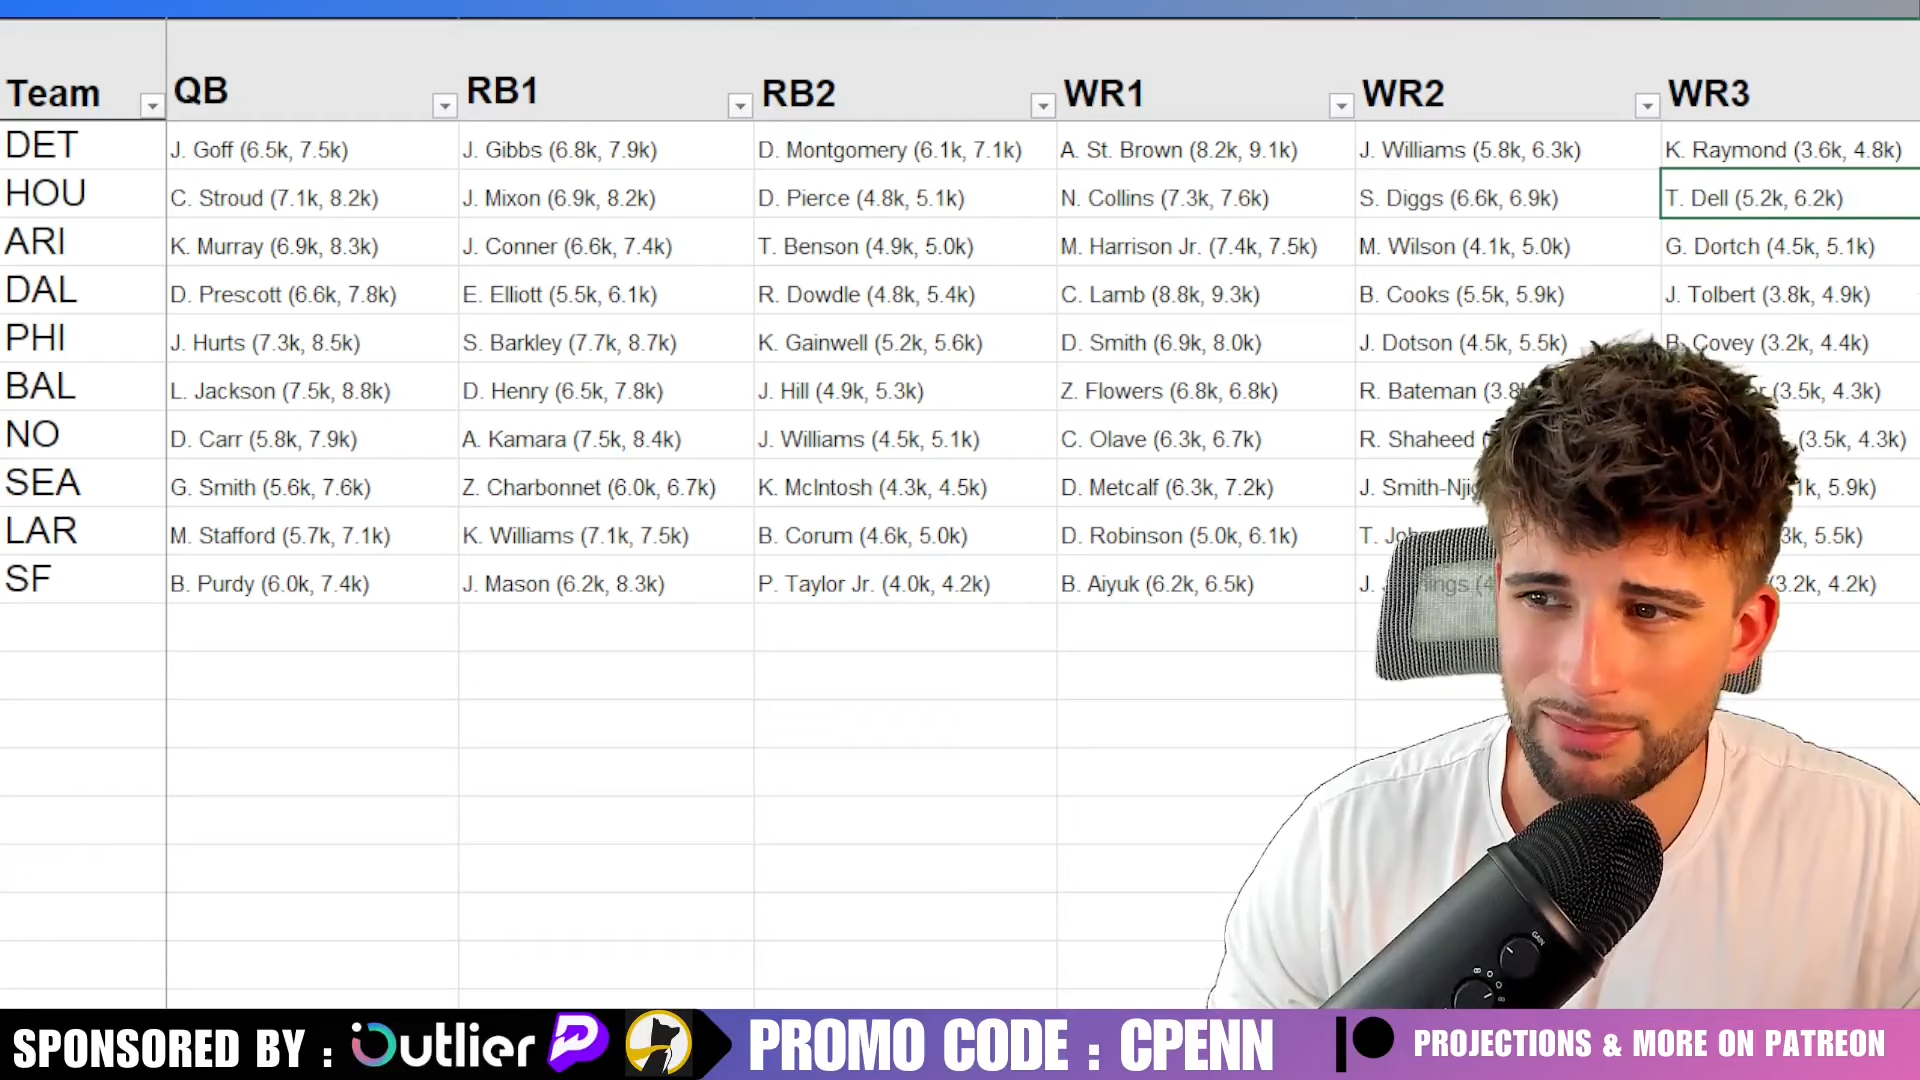 Team QB RB1 RB2 WR1 WR2 WR3
DET J. Goff (6.5k, 7.5k) J. Gibbs (6.8k, 7.9k) D. Montgomery (6.1k, 7.1k) A. St. Brown (8.2k, 9.1k) J. Williams (5.8k, 6.3k) K. Raymond (3.6k, 4.8k)
HOU C. Stroud (7.1k, 8.2k) J. Mixon (6.9k, 8.2k) D. Pierce (4.8k, 5.1k) N. Collins (7.3k, 7.6k) S. Diggs (6.6k, 6.9k) T. Dell (5.2k, 6.2k)
ARI K. Murray (6.9k, 8.3k) J. Conner (6.6k, 7.4k) T. Benson (4.9k, 5.0k) M. Harrison Jr. (7.4k, 7.5k) M. Wilson (4.1k, 5.0k) G. Dortch (4.5k, 5.1k)
DAL D. Prescott (6.6k, 7.8k) E. Elliott (5.5k, 6.1k) R. Dowdle (4.8k, 5.4k) C. Lamb (8.8k, 9.3k) B. Cooks (5.5k, 5.9k) J. Tolbert (3.8k, 4.9k)
PHI J. Hurts (7.3k, 8.5k) S. Barkley (7.7k, 8.7k) K. Gainwell (5.2k, 5.6k) D. Smith (6.9k, 8.0k) J. Dotson (4.5k, 5.5k) B. Covey (3.2k, 4.4k)
BAL L. Jackson (7.5k, 8.8k) D. Henry (6.5k, 7.8k) J. Hill (4.9k, 5.3k) Z. Flowers (6.8k, 6.8k) R. Bateman (3.8 (3.5k, 4.3k)
NO D. Carr (5.8k, 7.9k) A. Kamara (7.5k, 8.4k) J. Williams (4.5k, 5.1k) C. Olave (6.3k, 6.7k) R. Shaheed (3.5k, 4.3k)
SEA G. Smith (5.6k, 7.6k) Z. Charbonnet (6.0k, 6.7k) K. McIntosh (4.3k, 4.5k) D. Metcalf (6.3k, 7.2k) J. 5.9k)
LAR M. Stafford (5.7k, 7.1k) K. Williams (7.1k, 7.5k) B. Corum (4.6k, 5.0k) D. Robinson (5.0k, 6.1k) T. 5.5k)
SF B. Purdy (6.0k, 7.4k) J. Mason (6.2k, 8.3k) P. Taylor Jr. (4.0k, 4.2k) B. Aiyuk (6.2k, 6.5k) J. (3.2k, 4.2k)
GAIN
SPONSORED BY : Outlier PROMO CODE : CPENN PROJECTIONS & MORE ON PATREON